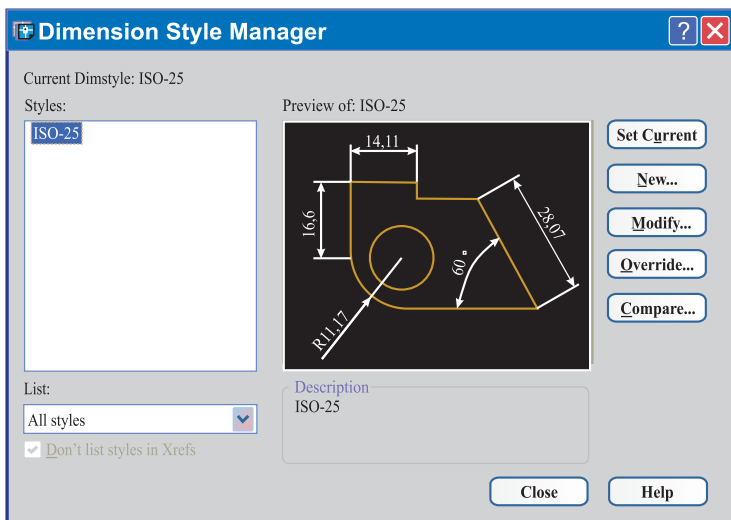 Dimension Style Manager
?
Current Dimstyle: ISO-25
Styles:
ISO-25
Preview of: ISO-25
14,11
16,6
28,07
60°
R11,17
Set Current
New...
Modify...
Override...
Compare...
List:
All styles
Don't list styles in Xrefs
Description
ISO-25
Close
Help